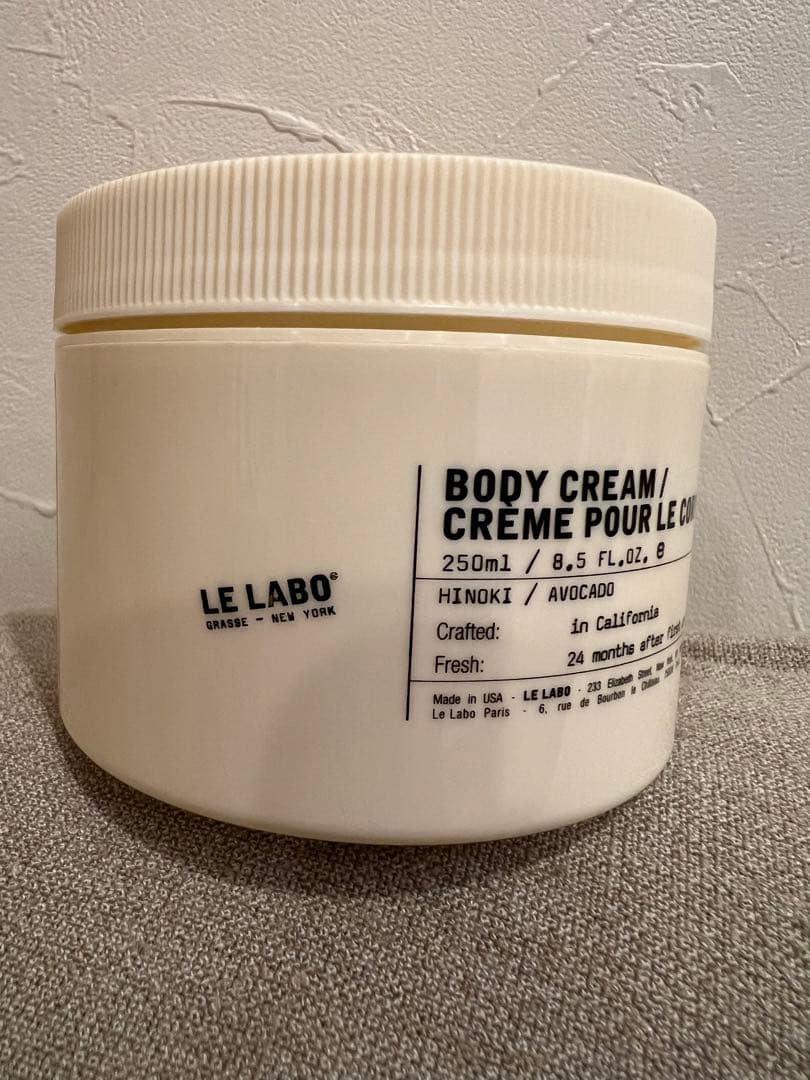 LE LABO®
GRASSE – NEW YORK
BODY CREAM/
CRÈME POUR LE
250ml / 8.5 FL.OZ. e
HINOKI / AVOCADO
Crafted: in California
Fresh: 24 months after first
Made in USA - LE LABO - 233 Elizabeth Street, New
Le Labo Paris - 6, rue de Bourbon le Château